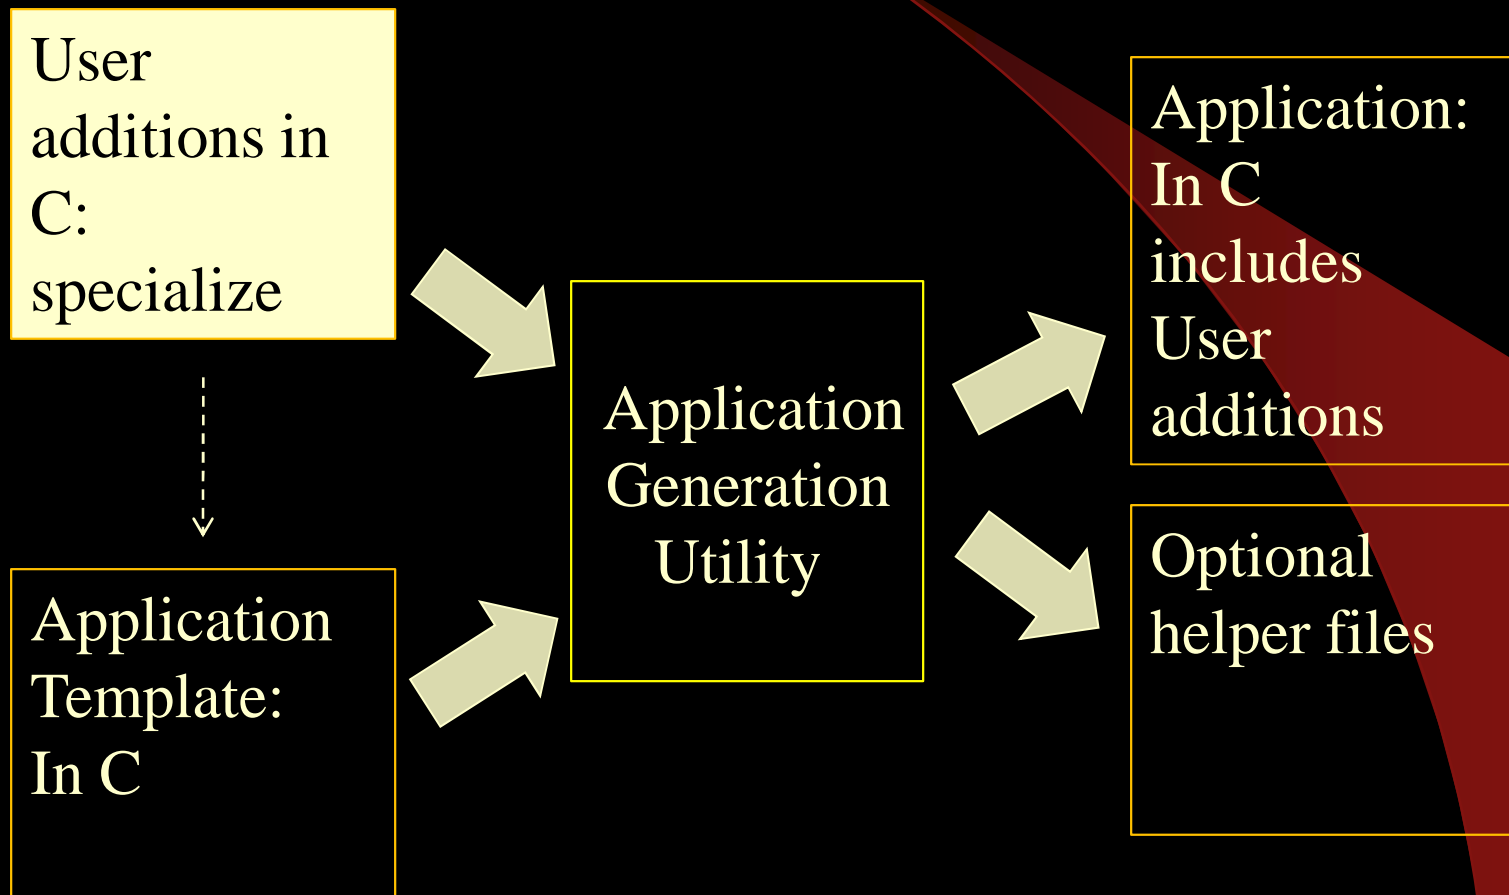 User
additions in
C:
specialize
Application
Template:
In C
Application
Generation
Utility
Application:
In C
includes
User
additions
Optional
helper files